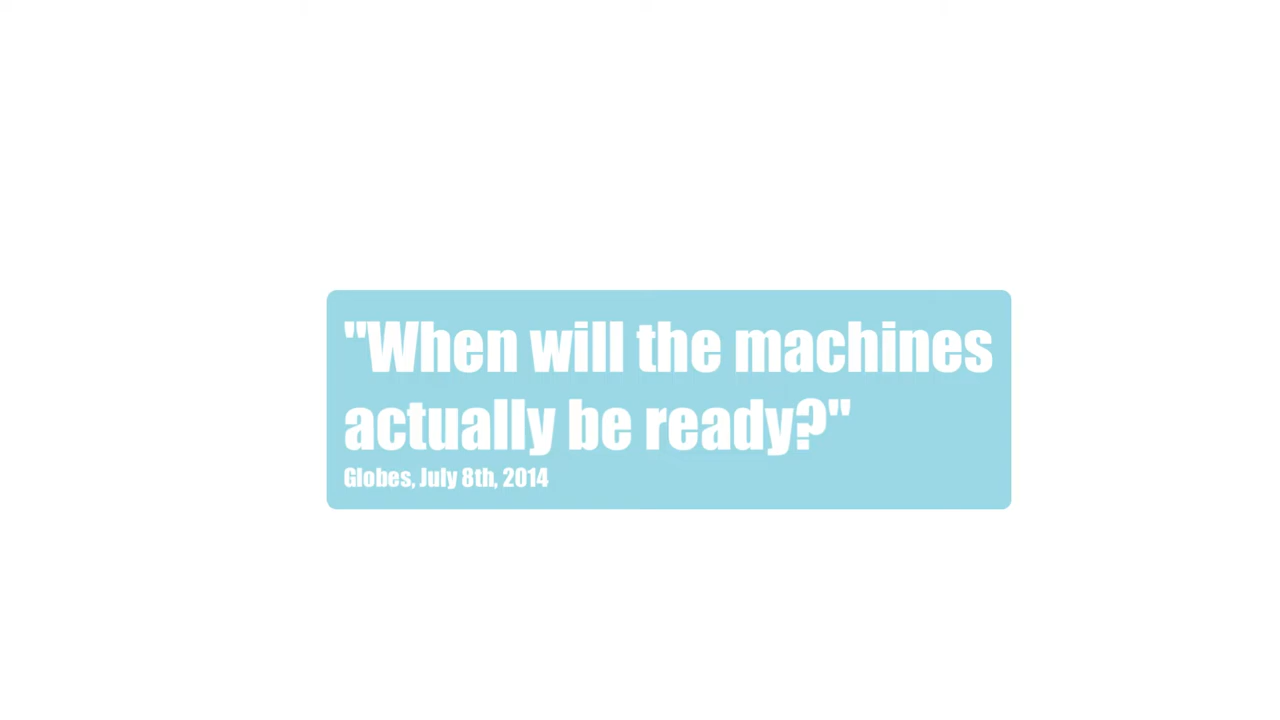 "When will the machines
actually be ready?"
Globes, July 8th, 2014